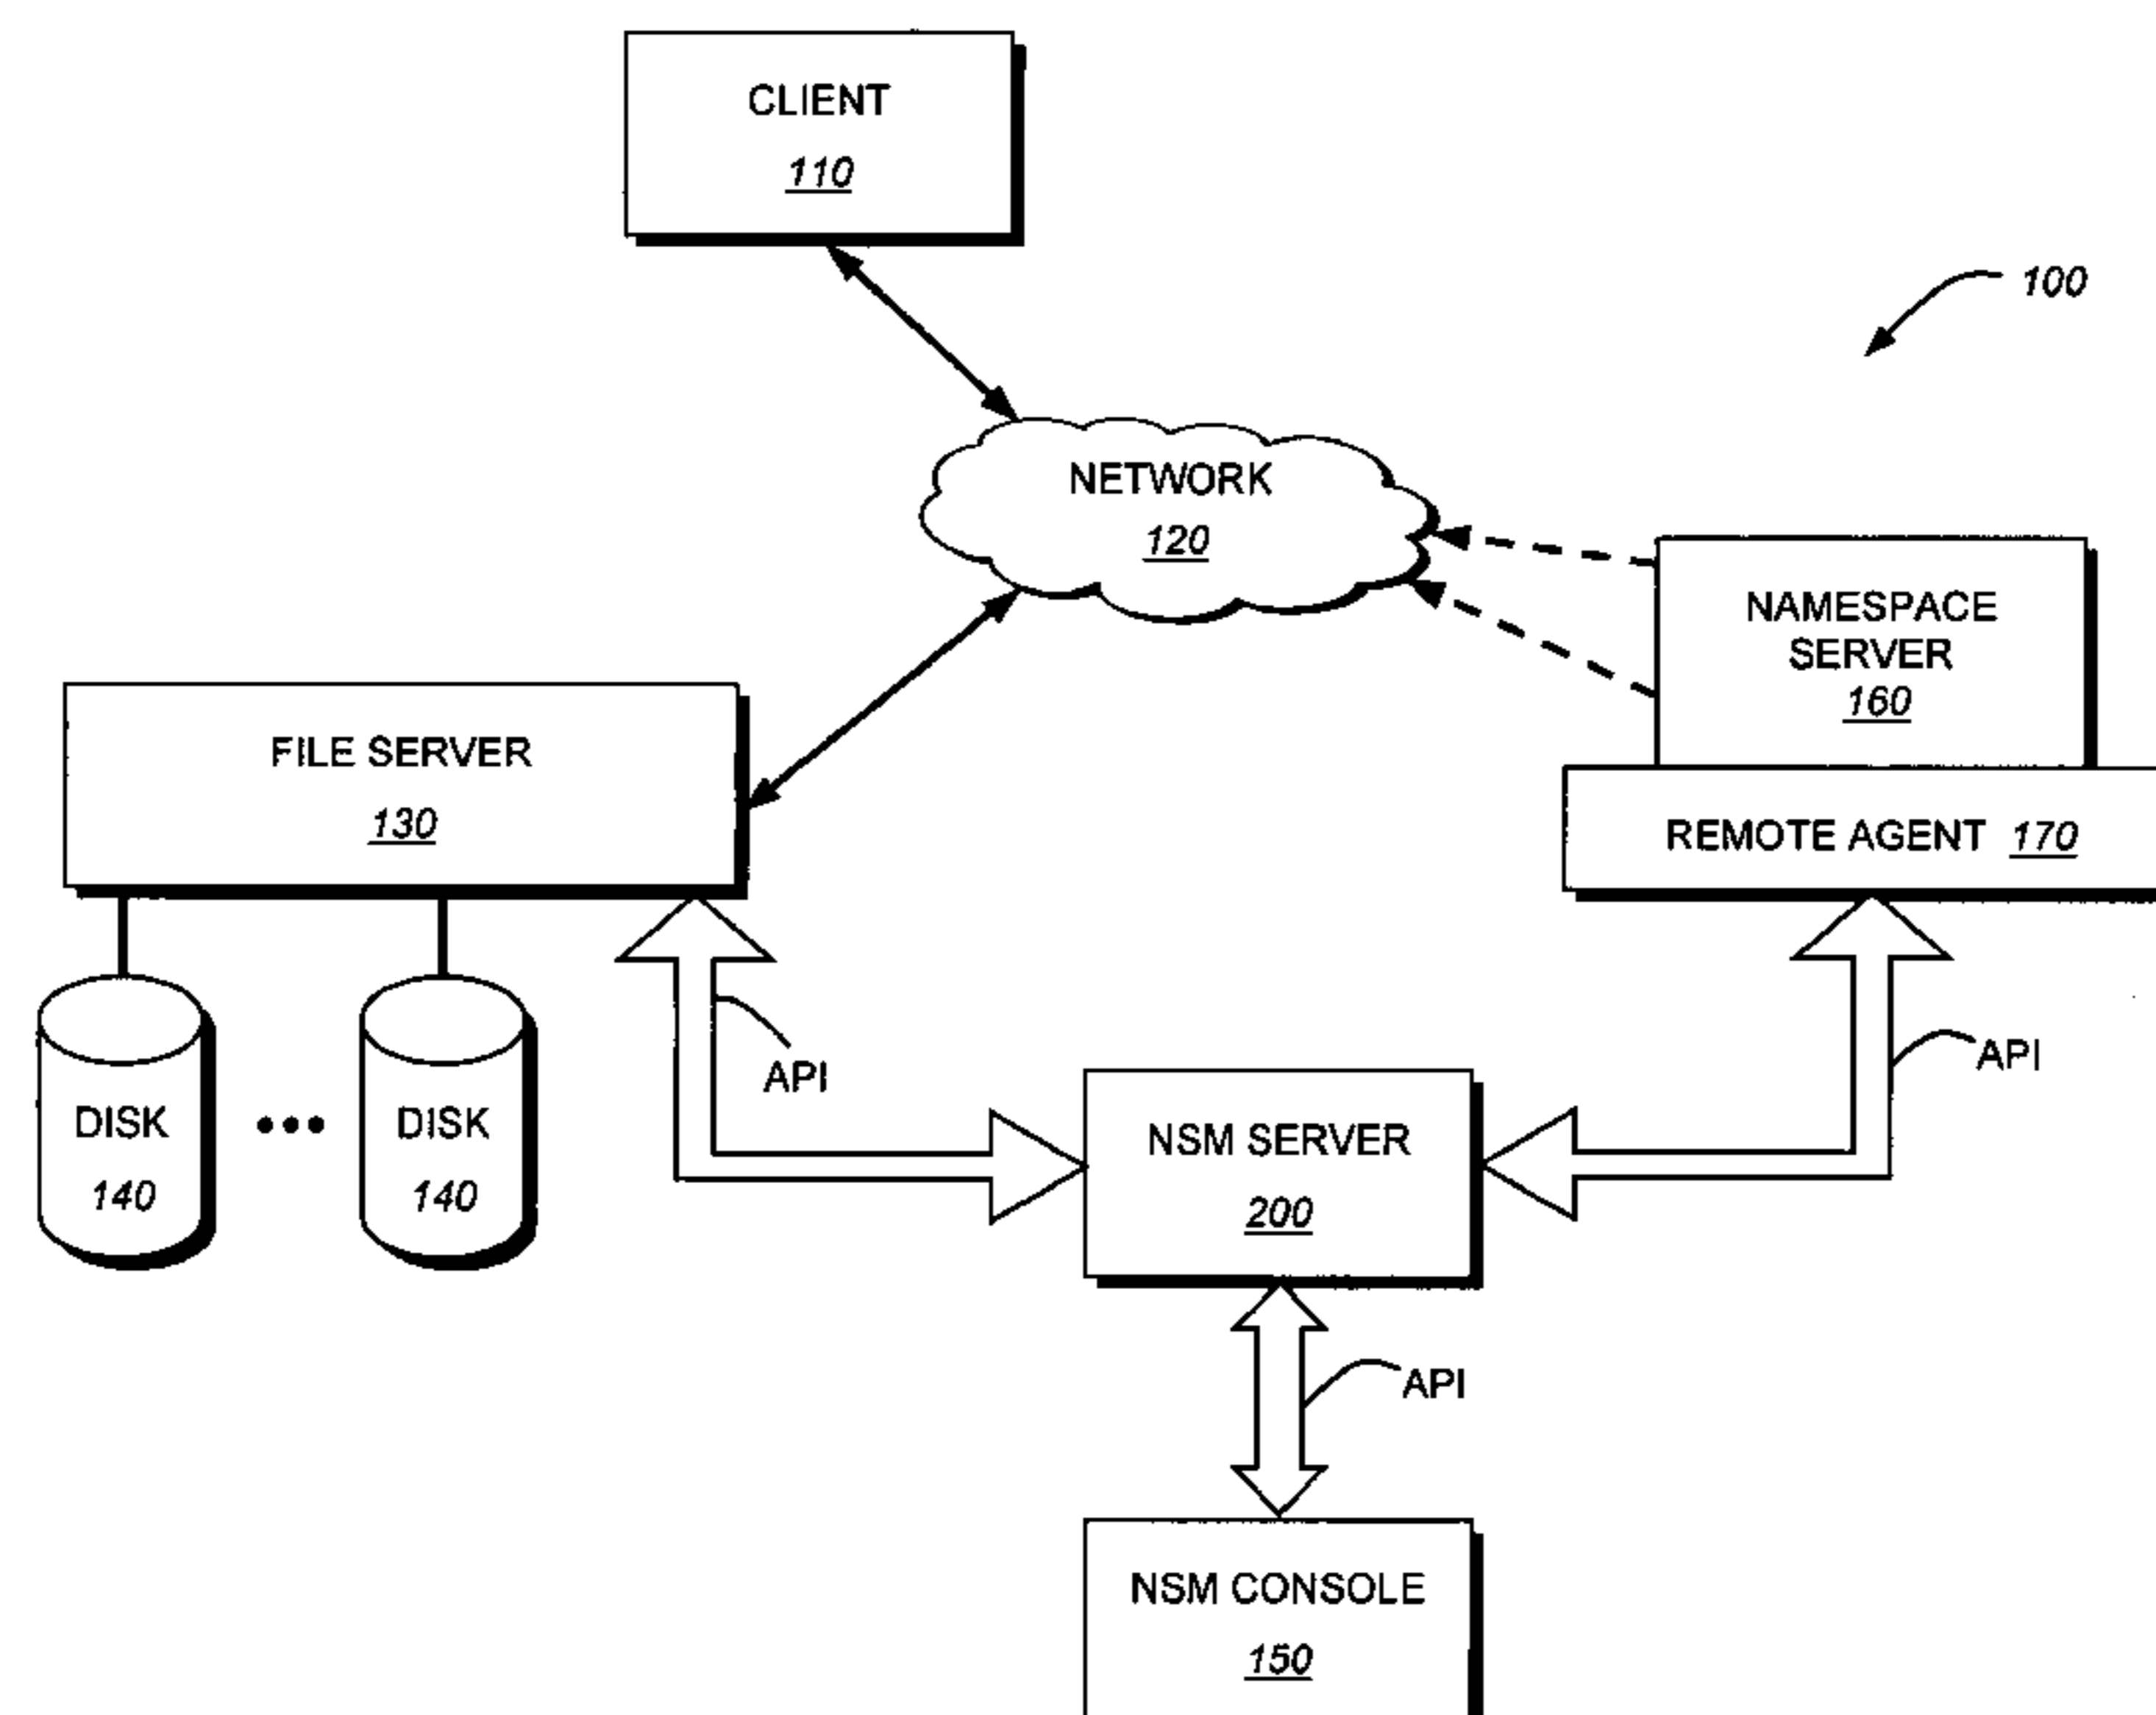 CLIENT
110
100
NETWORK
120
NAMESPACE
SERVER
160
FILE SERVER
130
REMOTE AGENT 170
API
API
DISK
140
DISK
140
NSM SERVER
200
API
NSM CONSOLE
150